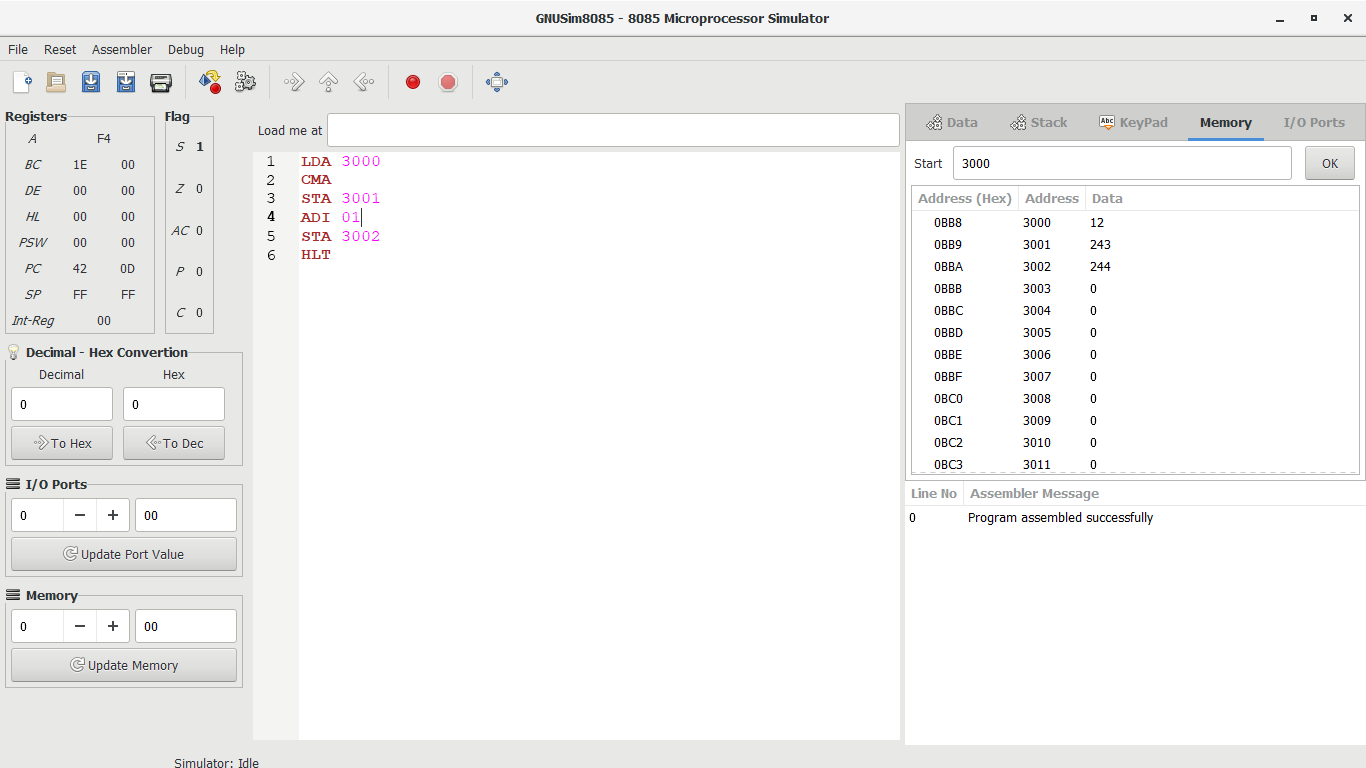 GNUSim8085 - 8085 Microprocessor Simulator
File Reset Assembler Debug Help
Registers
A F4
BC 1E 00
DE 00 00
HL 00 00
PSW 00 00
PC 42 0D
SP FF FF
Int-Reg 00
Flag
S 1
Z 0
AC 0
P 0
C 0
Decimal - Hex Convertion
Decimal Hex
0 0
To Hex To Dec
I/O Ports
0 − + 00
Update Port Value
Memory
0 − + 00
Update Memory
Load me at
1 LDA 3000
2 CMA
3 STA 3001
4 ADI 01
5 STA 3002
6 HLT
Data Stack Abc KeyPad Memory I/O Ports
Start 3000 OK
Address (Hex) Address Data
0BB8 3000 12
0BB9 3001 243
0BBA 3002 244
0BBB 3003 0
0BBC 3004 0
0BBD 3005 0
0BBE 3006 0
0BBF 3007 0
0BC0 3008 0
0BC1 3009 0
0BC2 3010 0
0BC3 3011 0
Line No Assembler Message
0 Program assembled successfully
Simulator: Idle